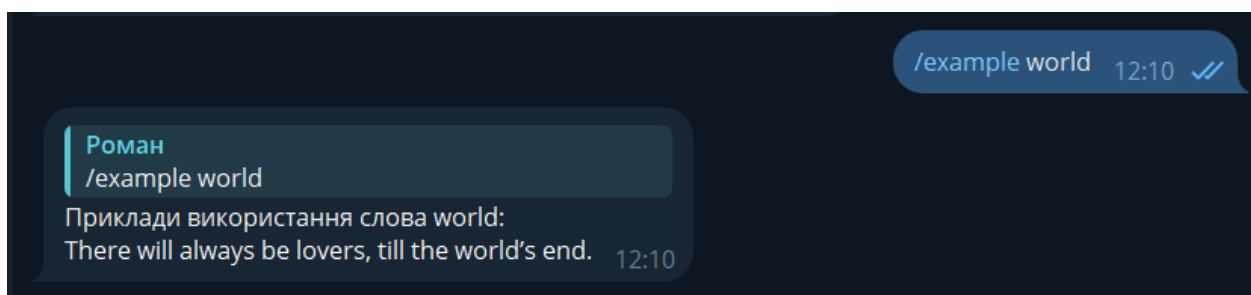 /example world 12:10
Роман
/example world
Приклади використання слова world:
There will always be lovers, till the world’s end. 12:10